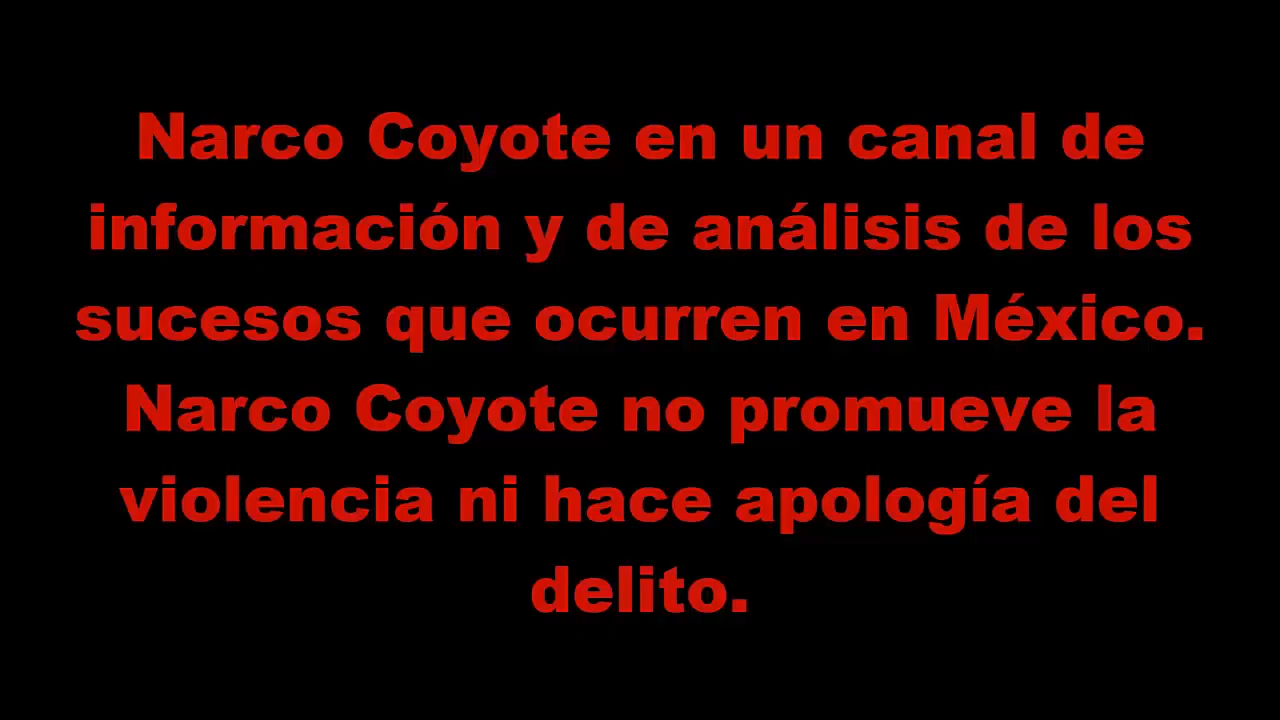 Narco Coyote en un canal de
información y de análisis de los
sucesos que ocurren en México.
Narco Coyote no promueve la
violencia ni hace apología del
delito.